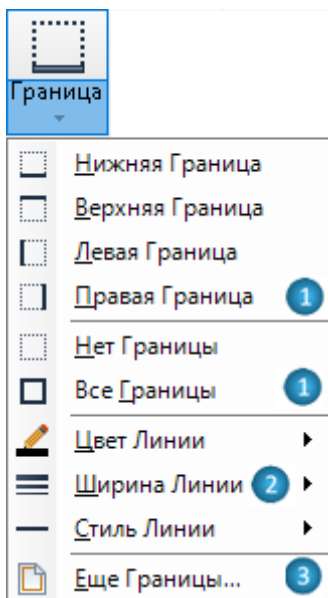 Граница
Нижняя Граница
Верхняя Граница
Левая Граница
Правая Граница 1
Нет Границы
Все Границы 1
Цвет Линии
Ширина Линии 2
Стиль Линии
Еще Границы... 3